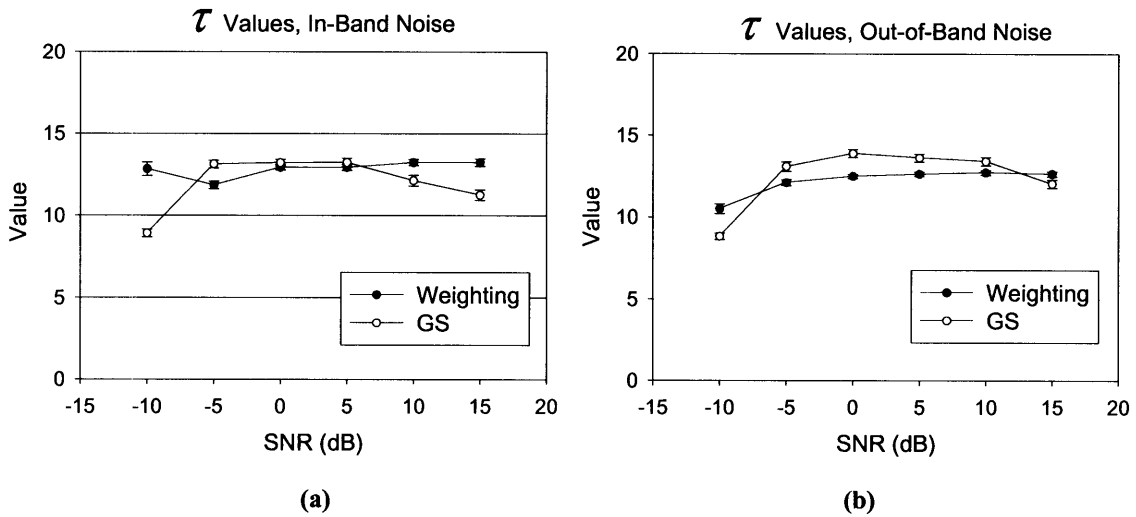 τ Values, In-Band Noise
20
15
10
5
0
Value
-15 -10 -5 0 5 10 15 20
SNR (dB)
Weighting
GS
(a)
τ Values, Out-of-Band Noise
20
15
10
5
0
Value
-15 -10 -5 0 5 10 15 20
SNR (dB)
Weighting
GS
(b)